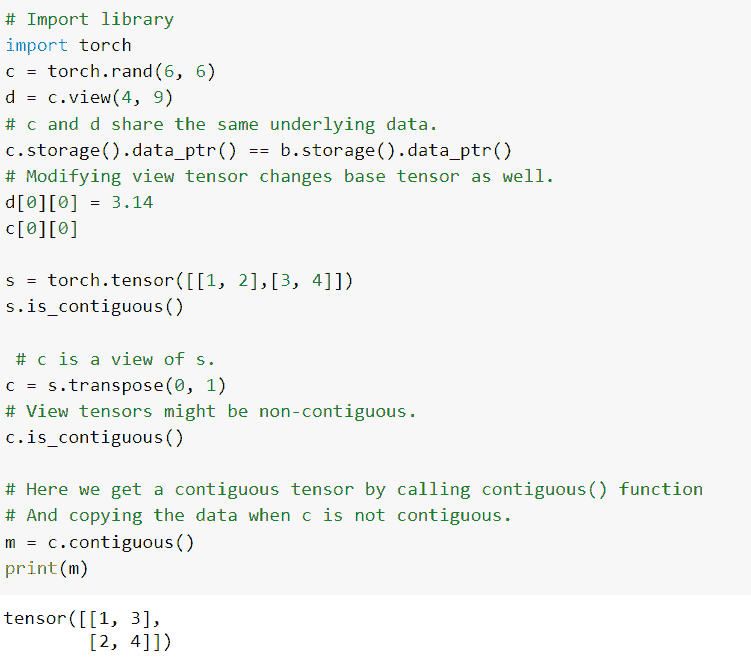 # Import library
import torch
c = torch.rand(6, 6)
d = c.view(4, 9)
# c and d share the same underlying data.
c.storage().data_ptr() == b.storage().data_ptr()
# Modifying view tensor changes base tensor as well.
d[0][0] = 3.14
c[0][0]

s = torch.tensor([[1, 2],[3, 4]])
s.is_contiguous()

 # c is a view of s.
c = s.transpose(0, 1)
# View tensors might be non-contiguous.
c.is_contiguous()

# Here we get a contiguous tensor by calling contiguous() function
# And copying the data when c is not contiguous.
m = c.contiguous()
print(m)

tensor([[1, 3],
        [2, 4]])